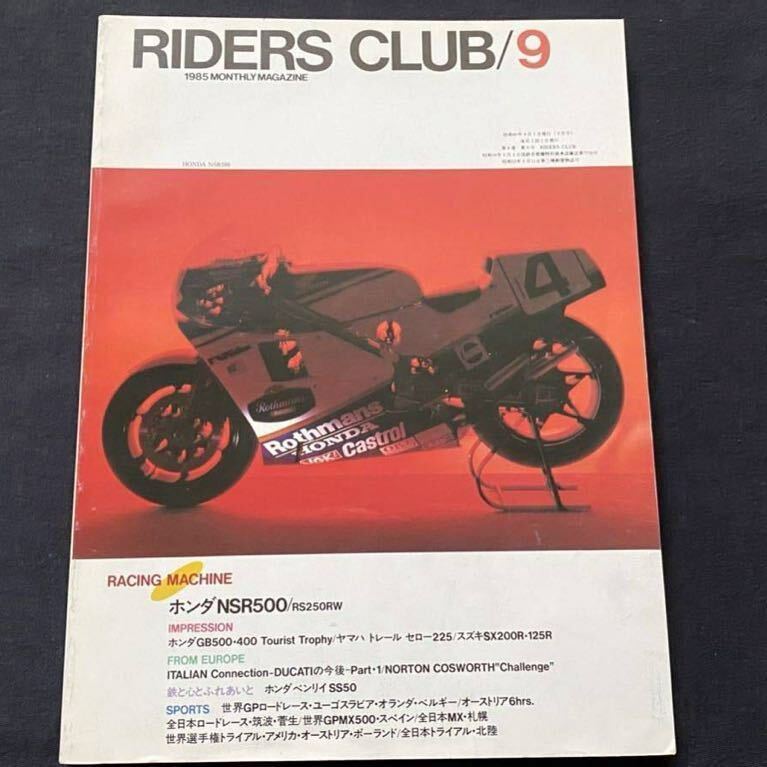 RIDERS CLUB/9
1985 MONTHLY MAGAZINE
HONDA NSR500
4
Rothmans
Rothmans
HONDA
NGK
Castrol
RACING MACHINE
ホンダNSR500/RS250RW
IMPRESSION
ホンダGB500・400 Tourist Trophy/ヤマハ トレール セロー225/スズキSX200R・125R
FROM EUROPE
ITALIAN Connection-DUCATIの今後-Part・1/NORTON COSWORTH"Challenge"
鉄と心とふれあいと ホンダベンリイSS50
SPORTS 世界GPロードレース・ユーゴスラビア・オランダ・ベルギー/オーストリア6hrs.
全日本ロードレース・筑波・菅生/世界GPMX500・スペイン/全日本MX・札幌
世界選手権トライアル・アメリカ・オーストリア・ポーランド/全日本トライアル・北陸